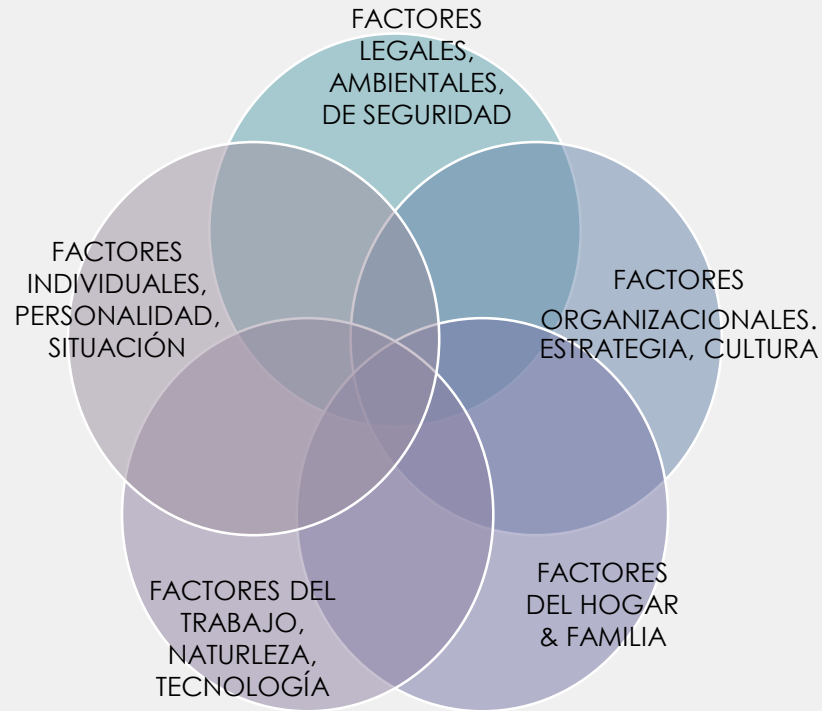 FACTORES
LEGALES,
AMBIENTALES,
DE SEGURIDAD
FACTORES
INDIVIDUALES,
PERSONALIDAD,
SITUACIÓN
FACTORES
ORGANIZACIONALES.
ESTRATEGIA, CULTURA
FACTORES DEL
TRABAJO,
NATURLEZA,
TECNOLOGÍA
FACTORES
DEL HOGAR
& FAMILIA